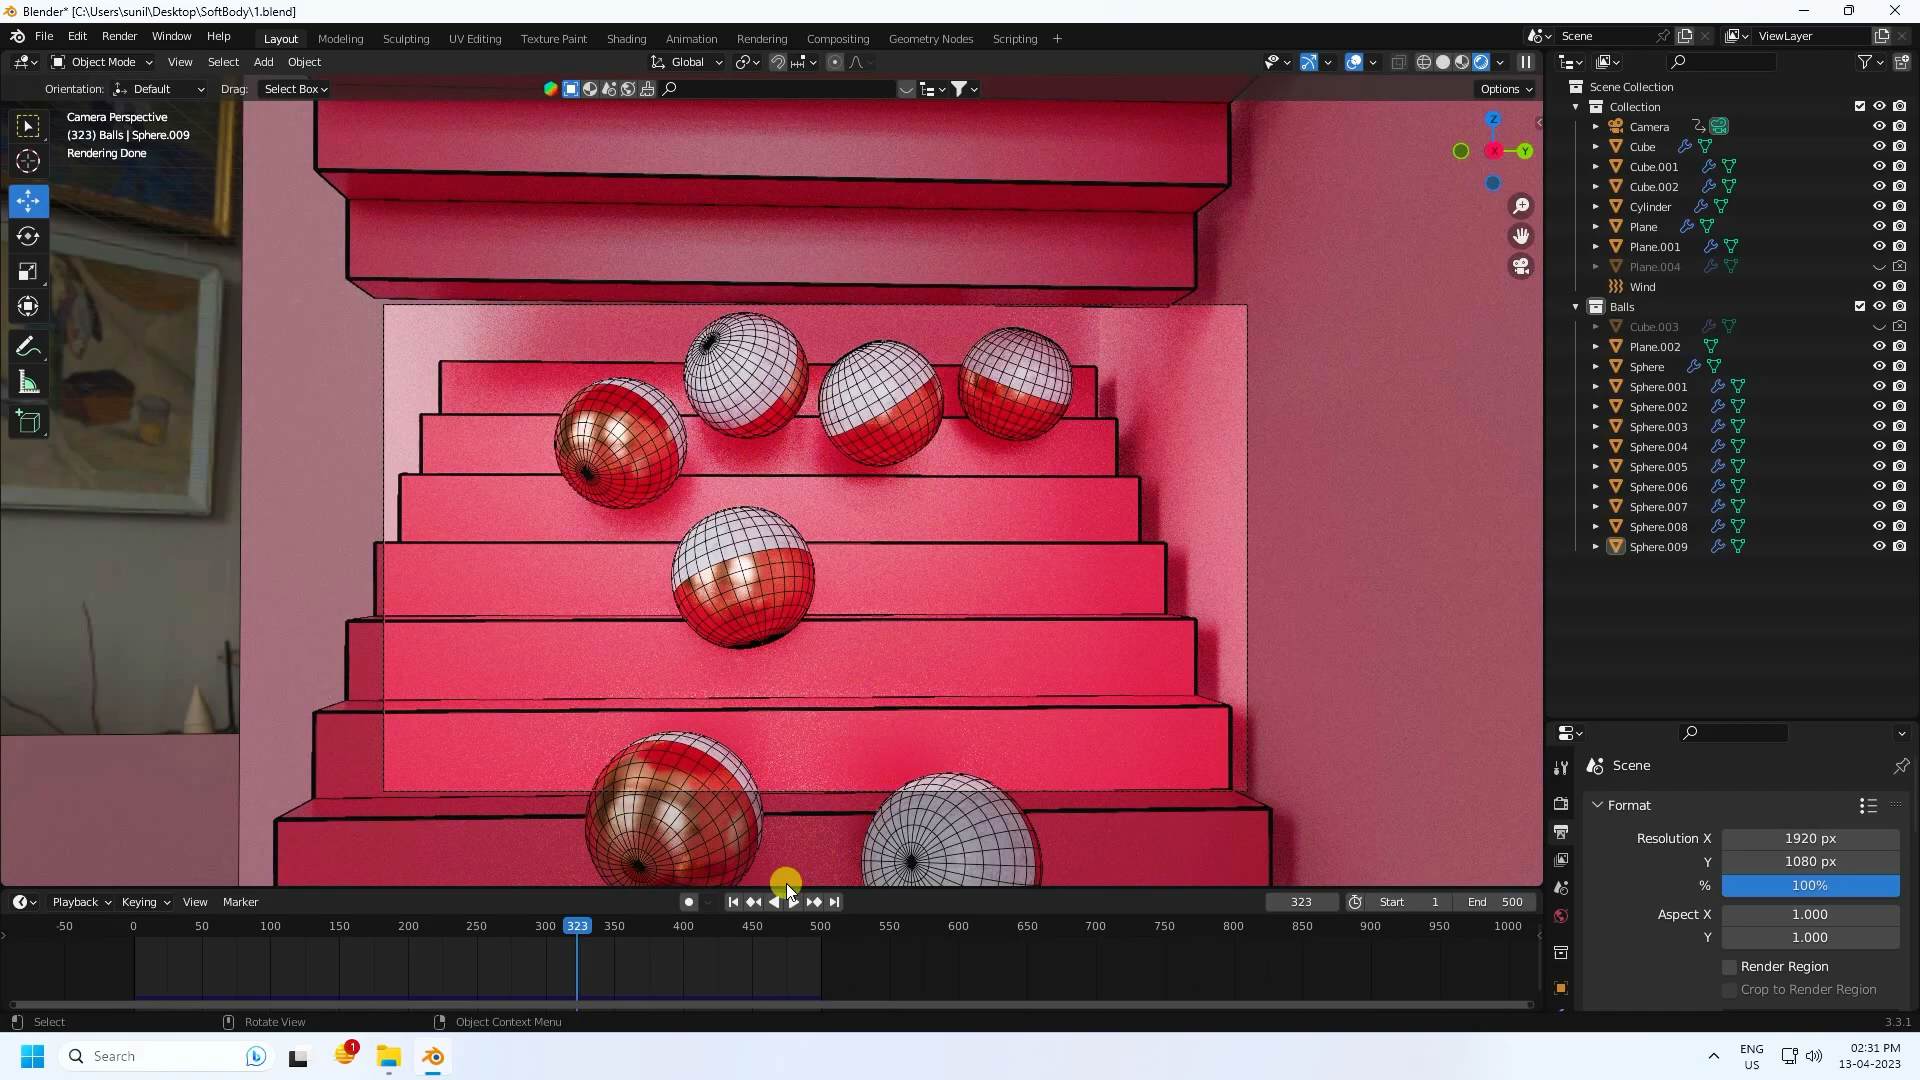 Blender* [C:\Users\sunil\Desktop\SoftBody\1.blend]
File Edit Render Window Help Layout Modeling Sculpting UV Editing Texture Paint Shading Animation Rendering Compositing Geometry Nodes Scripting + Scene ViewLayer
Object Mode View Select Add Object Global
Orientation: Default Drag: Select Box Options
Camera Perspective
(323) Balls | Sphere.009
Rendering Done
Z
X
Y
Scene Collection
Collection
Camera
Cube
Cube.001
Cube.002
Cylinder
Plane
Plane.001
Plane.004
Wind
Balls
Cube.003
Plane.002
Sphere
Sphere.001
Sphere.002
Sphere.003
Sphere.004
Sphere.005
Sphere.006
Sphere.007
Sphere.008
Sphere.009
Scene
Format
Resolution X 1920 px
Y 1080 px
% 100%
Aspect X 1.000
Y 1.000
Render Region
Crop to Render Region
Playback Keying View Marker 323 Start 1 End 500
-50 0 50 100 150 200 250 300 323 350 400 450 500 550 600 650 700 750 800 850 900 950 1000
Select Rotate View Object Context Menu 3.3.1
Search 1 ENG US 02:31 PM
13-04-2023